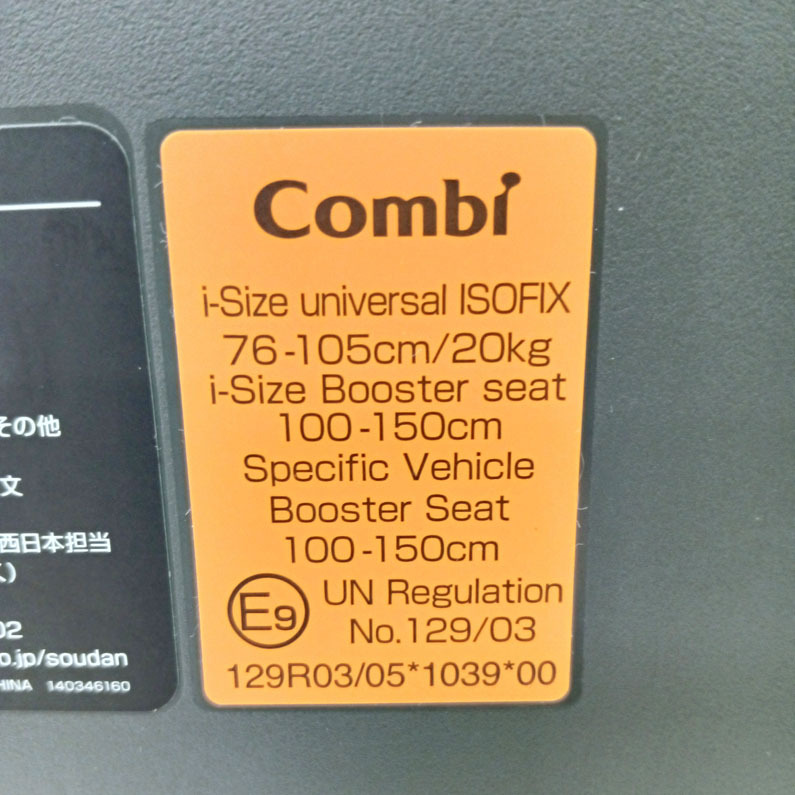 その他
文
西日本担当
02
o.jp/soudan
HINA 140346160
Combi
i-Size universal ISOFIX
76-105cm/20kg
i-Size Booster seat
100-150cm
Specific Vehicle
Booster Seat
100-150cm
E9
UN Regulation
No.129/03
129R03/05*1039*00